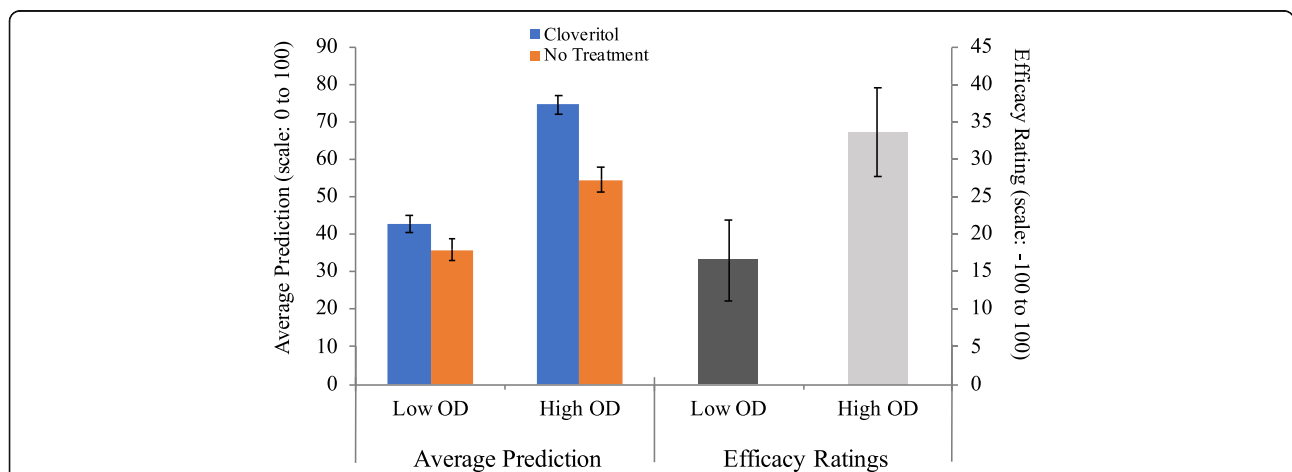 Cloveritol
No Treatment
Average Prediction (scale: 0 to 100)
90
80
70
60
50
40
30
20
10
0
Efficacy Rating (scale: -100 to 100)
45
40
35
30
25
20
15
10
5
0
Low OD
High OD
Low OD
High OD
Average Prediction
Efficacy Ratings